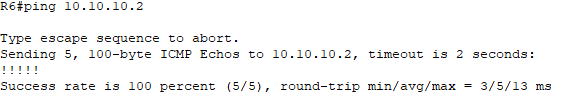 R6#ping 10.10.10.2
Type escape sequence to abort.
Sending 5, 100-byte ICMP Echos to 10.10.10.2, timeout is 2 seconds:
!!!!!
Success rate is 100 percent (5/5), round-trip min/avg/max = 3/5/13 ms